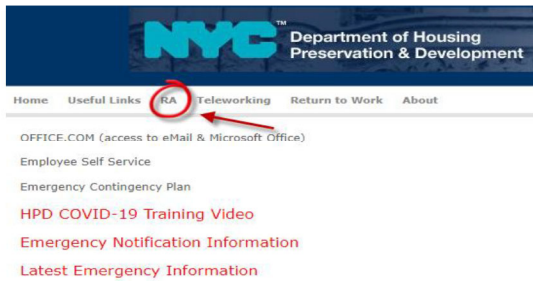 NYC™
Department of Housing
Preservation & Development
Home Useful Links RA Teleworking Return to Work About
OFFICE.COM (access to eMail & Microsoft Office)
Employee Self Service
Emergency Contingency Plan
HPD COVID-19 Training Video
Emergency Notification Information
Latest Emergency Information